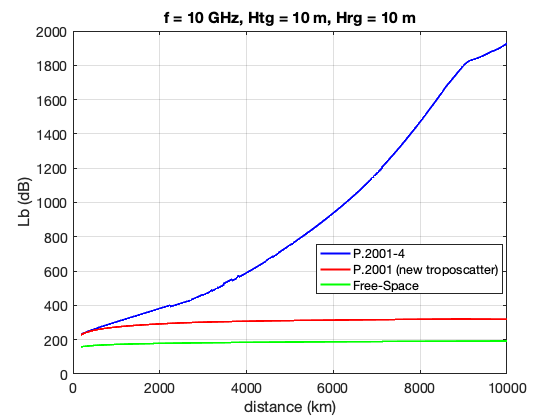 f = 10 GHz, Htg = 10 m, Hrg = 10 m
Lb (dB)
2000
1800
1600
1400
1200
1000
800
600
400
200
0
P.2001-4
P.2001 (new troposcatter)
Free-Space
0 2000 4000 6000 8000 10000
distance (km)